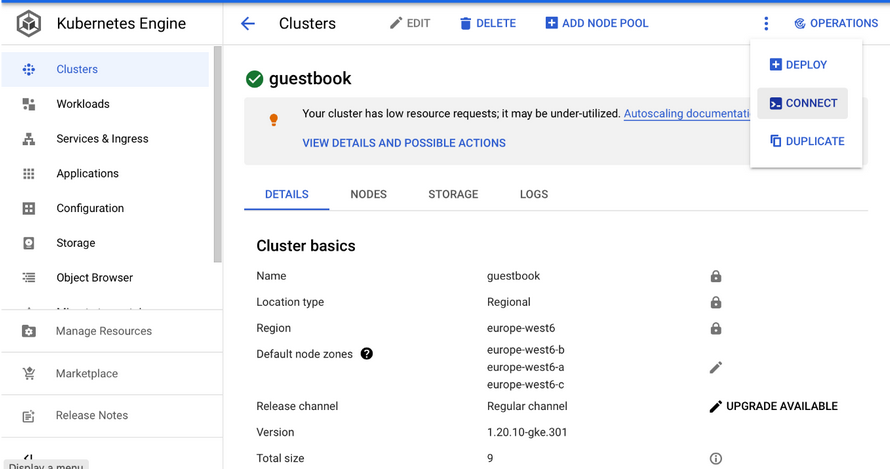 Kubernetes Engine
Clusters
EDIT
DELETE
ADD NODE POOL
OPERATIONS
DEPLOY
CONNECT
DUPLICATE
Clusters
Workloads
Services & Ingress
Applications
Configuration
Storage
Object Browser
Manage Resources
Marketplace
Release Notes
Display a menu
guestbook
Your cluster has low resource requests; it may be under-utilized. Autoscaling
VIEW DETAILS AND POSSIBLE ACTIONS
DETAILS NODES STORAGE LOGS
Cluster basics
Name guestbook
Location type Regional
Region europe-west6
Default node zones europe-west6-b
europe-west6-a
europe-west6-c
Release channel Regular channel UPGRADE AVAILABLE
Version 1.20.10-gke.301
Total size 9